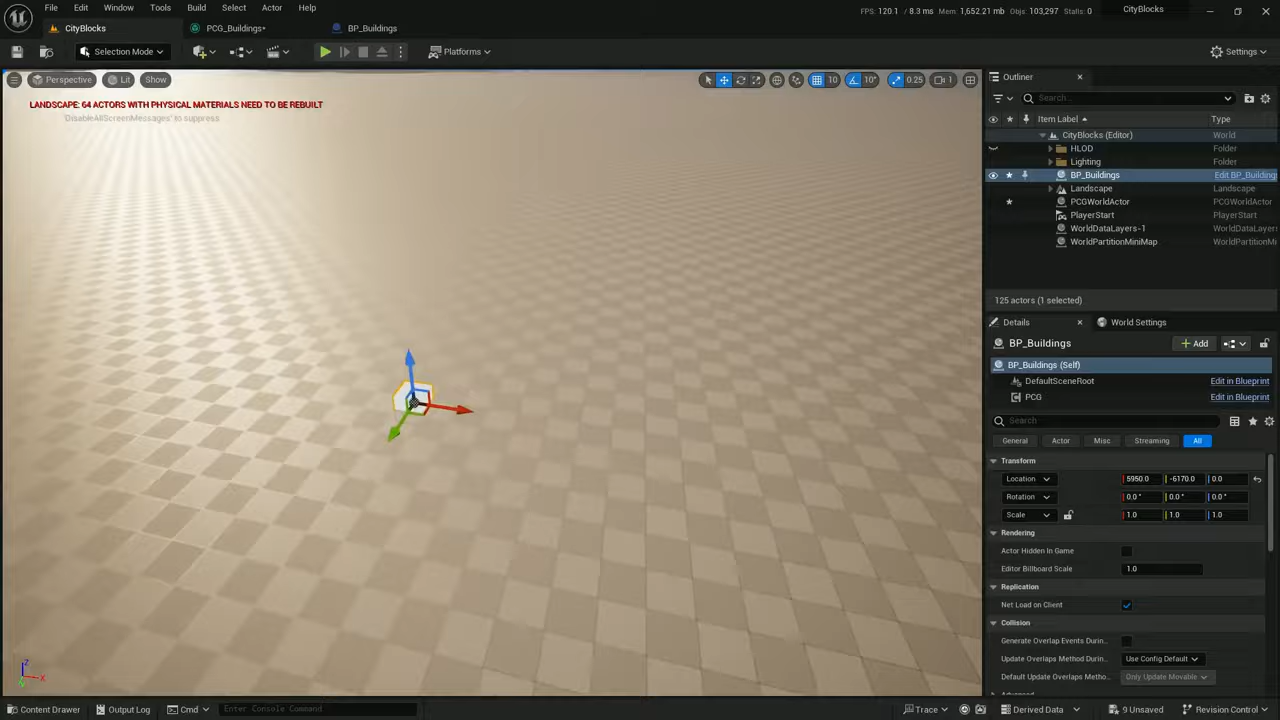 File Edit Window Tools Build Select Actor Help
FPS: 120.1 / 8.3 ms Mem: 1,652.21 mb Objs: 103,297 Stalls: 0
CityBlocks
CityBlocks PCG_Buildings* BP_Buildings
Selection Mode Platforms Settings
Perspective Lit Show 10 10° 0.25 1
LANDSCAPE: 64 ACTORS WITH PHYSICAL MATERIALS NEED TO BE REBUILT
'DisableAllScreenMessages' to suppress
Z
X
Outliner
Search...
Item Label Type
CityBlocks (Editor) World
HLOD Folder
Lighting Folder
BP_Buildings Edit BP_Building
Landscape Landscape
PCGWorldActor PCGWorldActor
PlayerStart PlayerStart
WorldDataLayers-1 WorldDataLayer
WorldPartitionMiniMap WorldPartitionM
125 actors (1 selected)
Details World Settings
BP_Buildings Add
BP_Buildings (Self)
DefaultSceneRoot Edit in Blueprint
PCG Edit in Blueprint
Search
General Actor Misc Streaming All
Transform
Location 5950.0 -6170.0 0.0
Rotation 0.0 ° 0.0 ° 0.0 °
Scale 1.0 1.0 1.0
Rendering
Actor Hidden In Game
Editor Billboard Scale 1.0
Replication
Net Load on Client
Collision
Generate Overlap Events Durin...
Update Overlaps Method Durin... Use Config Default
Default Update Overlaps Metho... Only Update Movable
Content Drawer Output Log Cmd Enter Console Command Trace Derived Data 9 Unsaved Revision Control